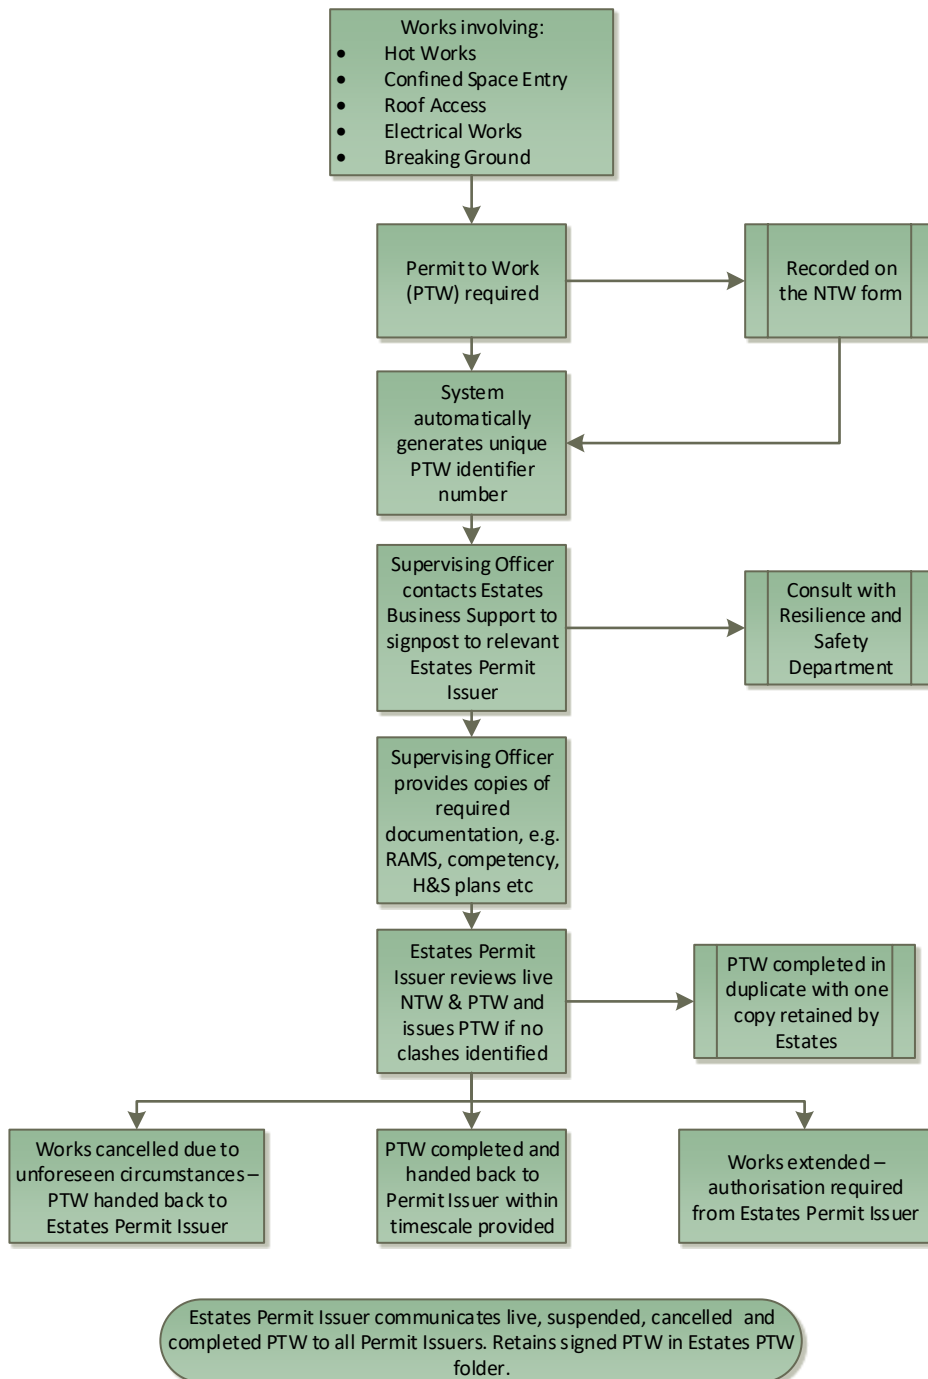 Works involving:
• Hot Works
• Confined Space Entry
• Roof Access
• Electrical Works
• Breaking Ground
Permit to Work
(PTW) required
Recorded on
the NTW form
System
automatically
generates unique
PTW identifier
number
Supervising Officer
contacts Estates
Business Support to
signpost to relevant
Estates Permit
Issuer
Consult with
Resilience and
Safety
Department
Supervising Officer
provides copies of
required
documentation, e.g.
RAMS, competency,
H&S plans etc
Estates Permit
Issuer reviews live
NTW & PTW and
issues PTW if no
clashes identified
PTW completed in
duplicate with one
copy retained by
Estates
Works cancelled due to
unforeseen circumstances –
PTW handed back to
Estates Permit Issuer
PTW completed and
handed back to
Permit Issuer within
timescale provided
Works extended –
authorisation required
from Estates Permit Issuer
Estates Permit Issuer communicates live, suspended, cancelled and
completed PTW to all Permit Issuers. Retains signed PTW in Estates PTW
folder.